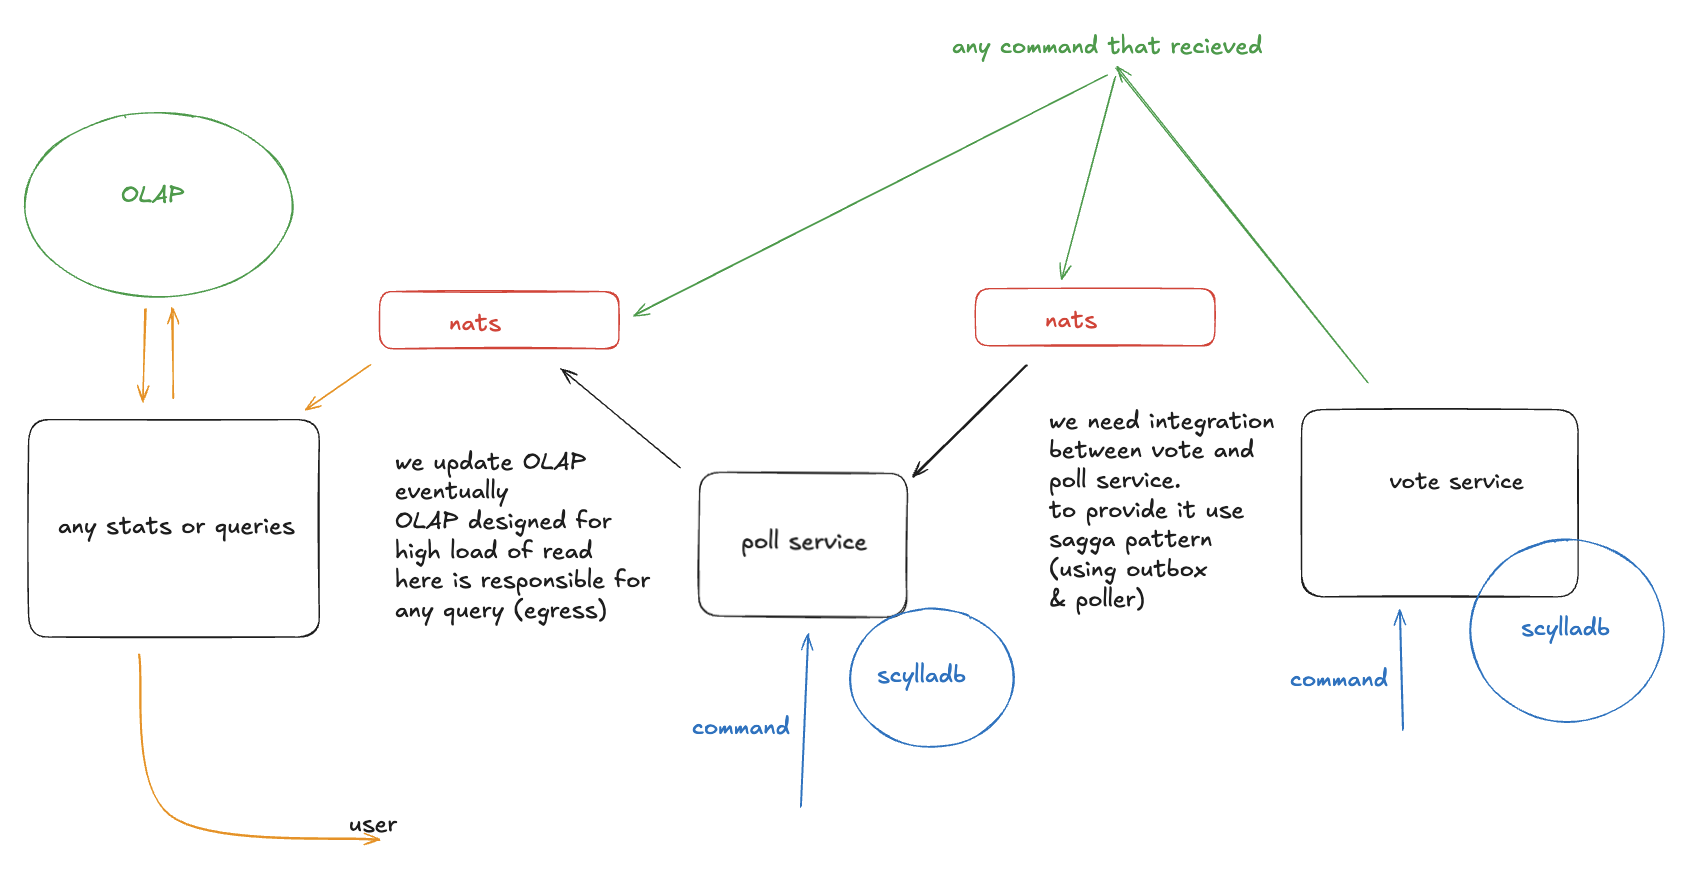 any command that recieved
OLAP
nats
nats
we need integration
between vote and
poll service.
to provide it use
sagga pattern
(using outbox
& poller)
vote service
we update OLAP
eventually
OLAP designed for
high load of read
here is responsible for
any query (egress)
any stats or queries
poll service
scylladb
scylladb
command
command
user